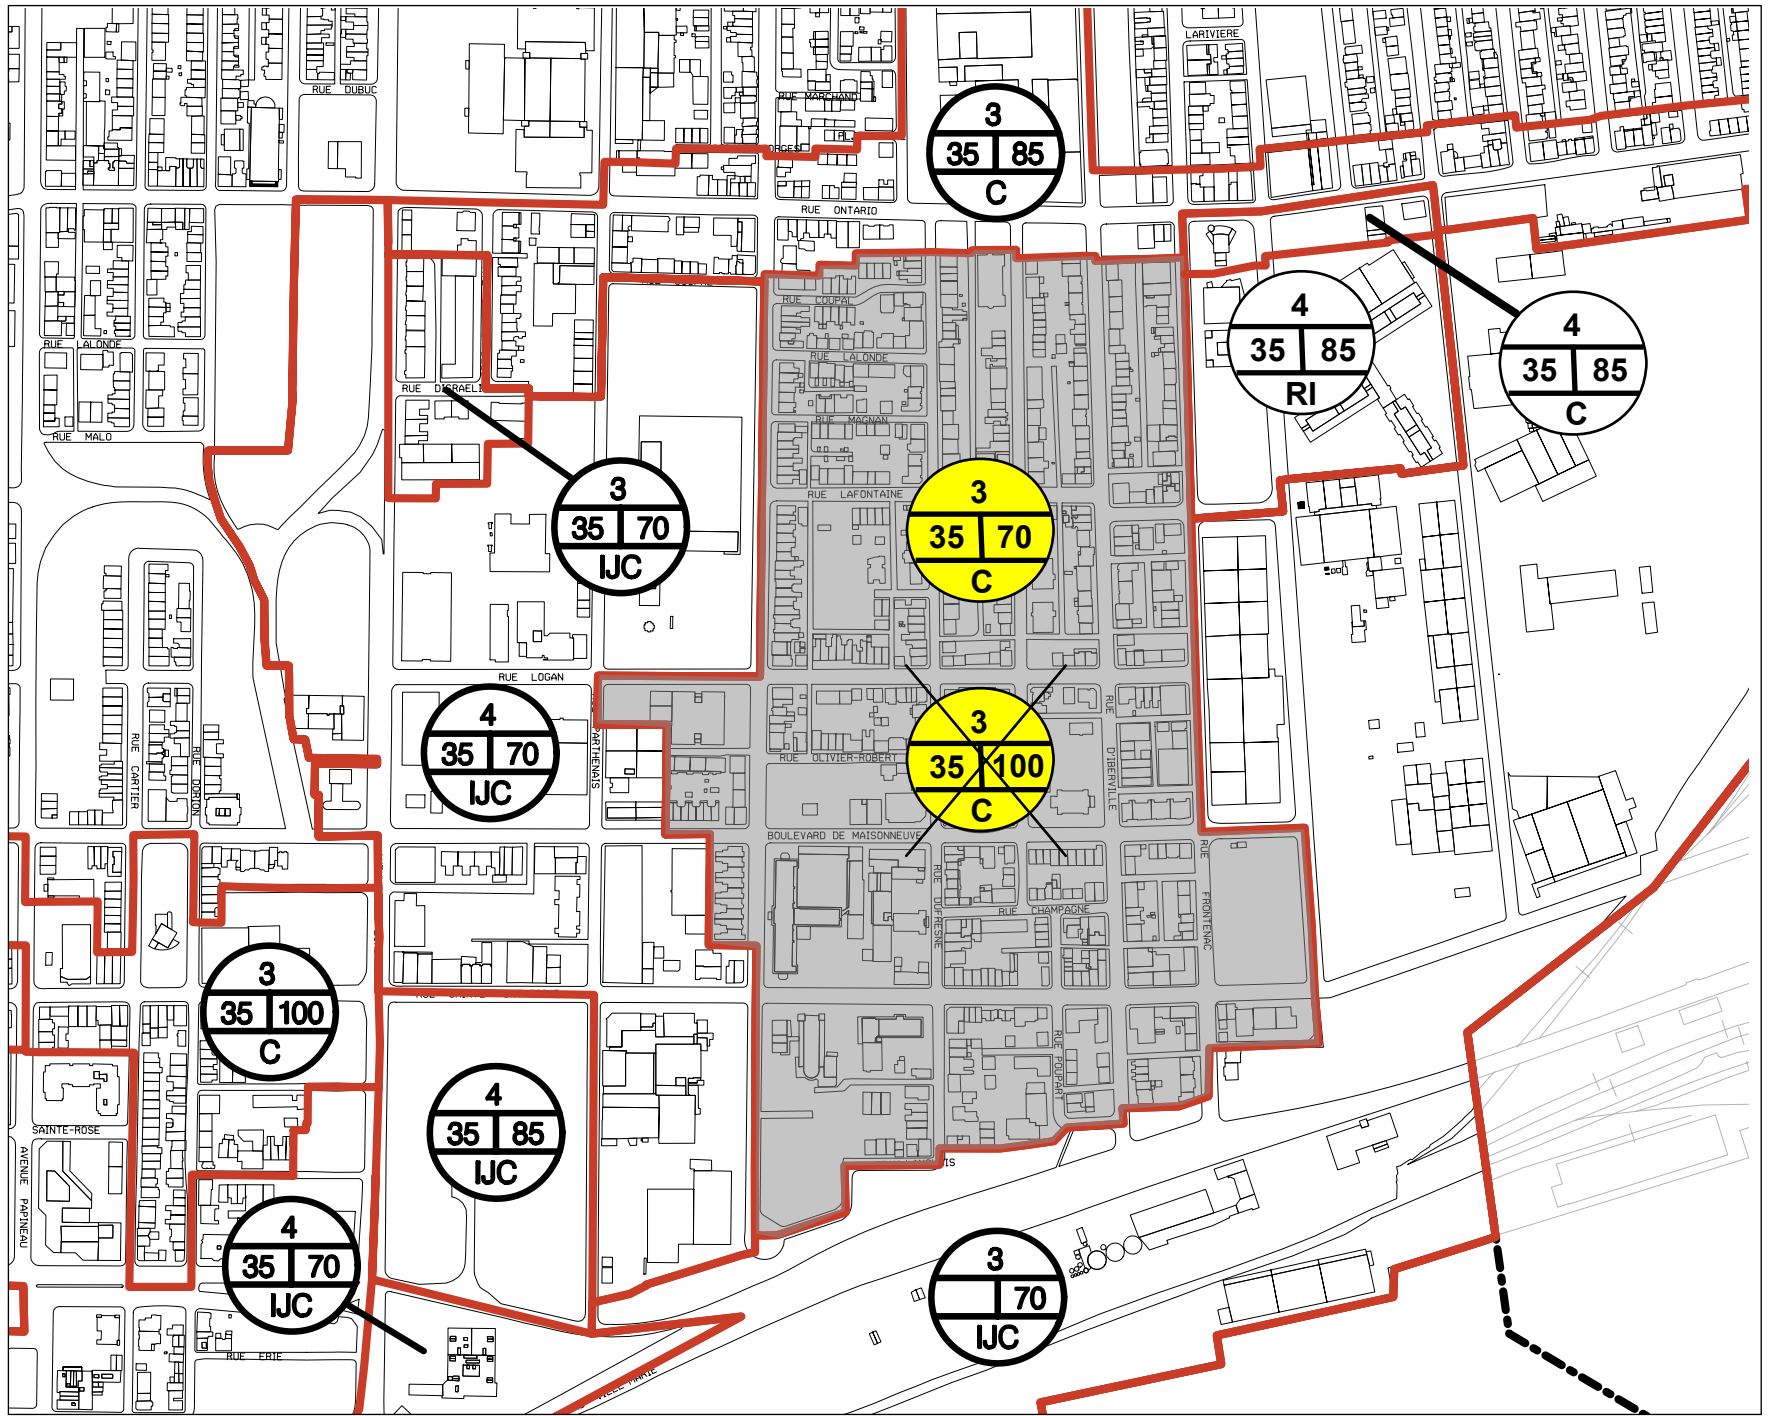 LARIVIERE
RUE DUBUC
RUE MARCHAND
RUE ONTARIO
3
35 85
C
4
35 85
RI
4
35 85
C
RUE COUPAL
RUE LALONDE
RUE LALONDE
RUE DISRAELI
RUE MAGNAN
RUE MALO
RUE LAFONTAINE
3
35 70
IJC
3
35 70
C
RUE LOGAN
4
35 70
IJC
3
35 100
C
RUE CARTIER
RUE DORION
PARTHENAIS
RUE OLIVIER-ROBERT
RUE D'IBERVILLE
BOULEVARD DE MAISONNEUVE
RUE DUFRESNE
RUE CHAMPAGNE
RUE FRONTENAC
3
35 100
C
RUE POUPART
4
35 85
IJC
SAINTE-ROSE
AVENUE PAPINEAU
4
35 70
IJC
3
70
IJC
RUE ERIE